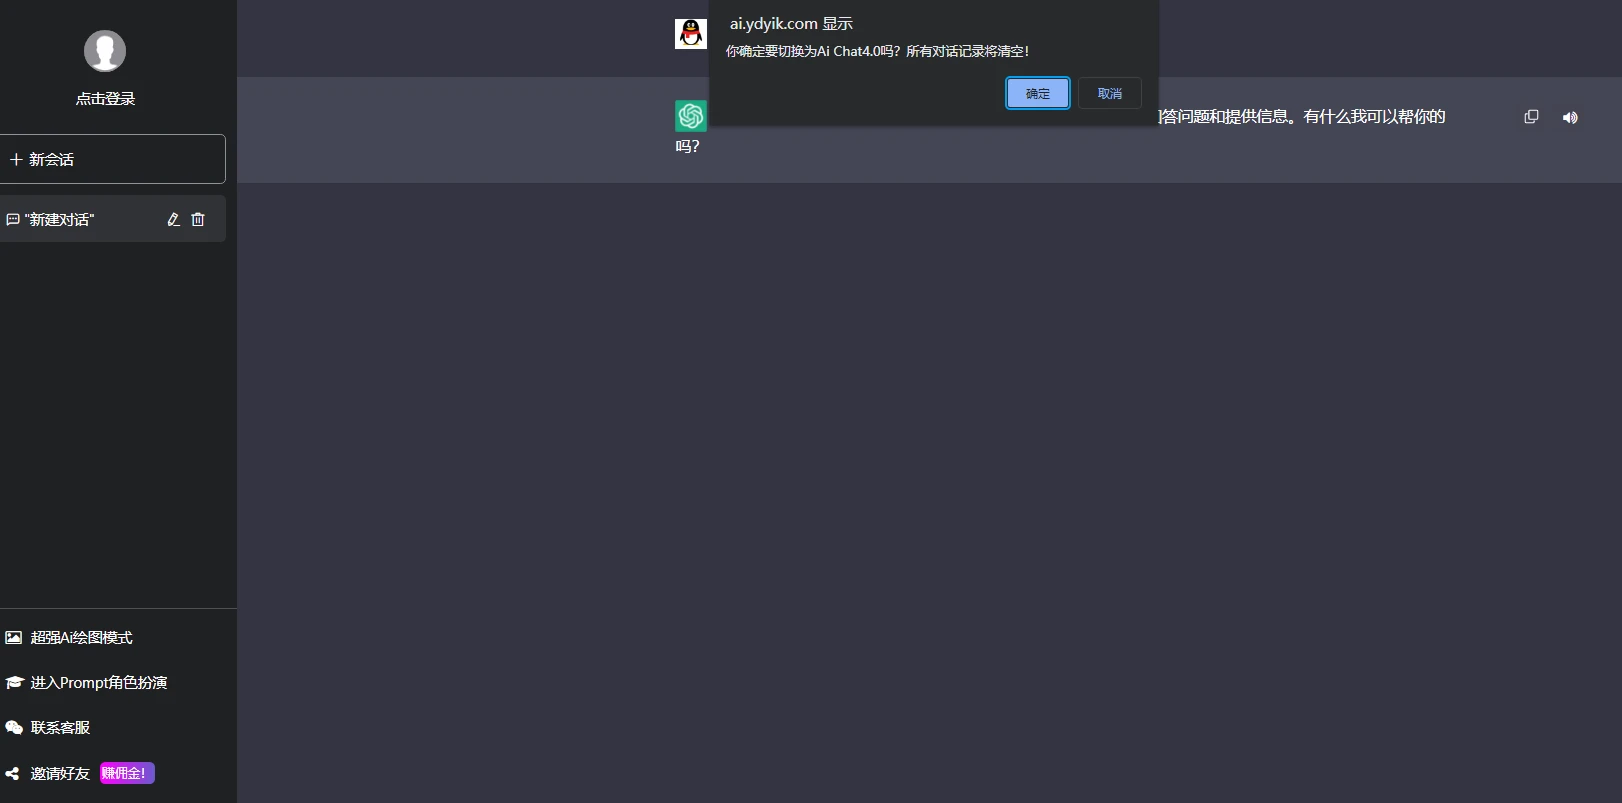 点击登录
新会话
"新建对话"
超强Ai绘图模式
进入Prompt角色扮演
联系客服
邀请好友 赚佣金!
ai.ydyik.com 显示
你确定要切换为Ai Chat4.0吗？所有对话记录将清空！
确定 取消
答问题和提供信息。有什么我可以帮你的
吗？